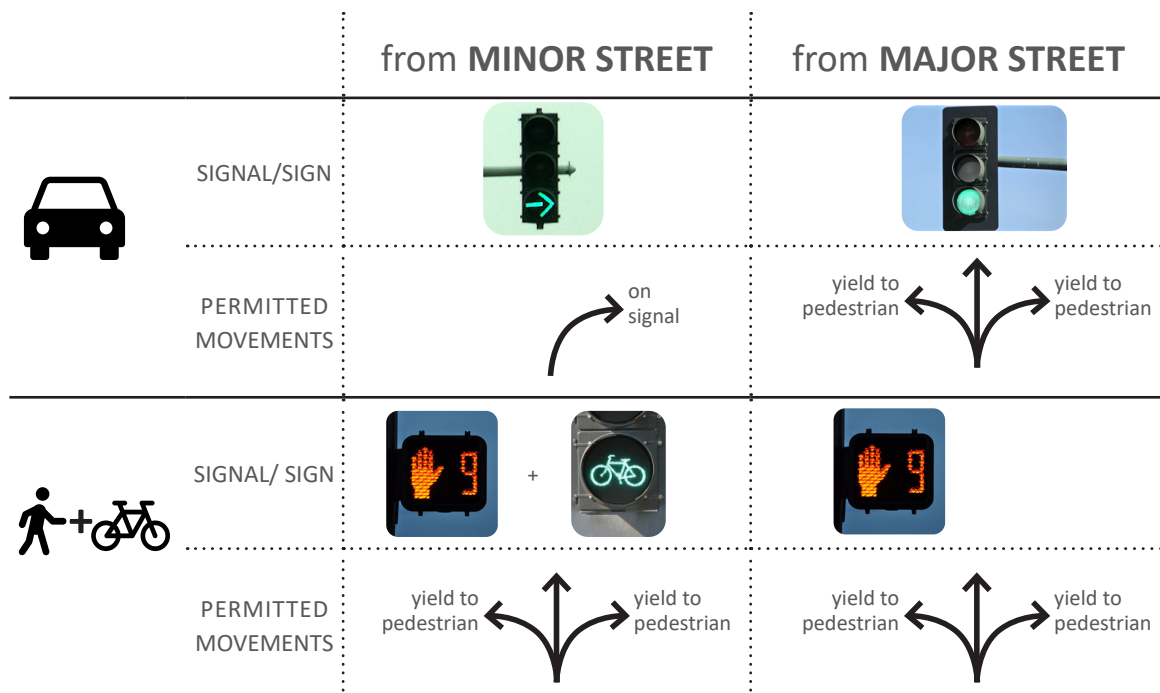 from MINOR STREET
from MAJOR STREET
SIGNAL/SIGN
PERMITTED
MOVEMENTS
on
signal
yield to
pedestrian
yield to
pedestrian
SIGNAL/ SIGN
9
+
9
+
PERMITTED
MOVEMENTS
yield to
pedestrian
yield to
pedestrian
yield to
pedestrian
yield to
pedestrian